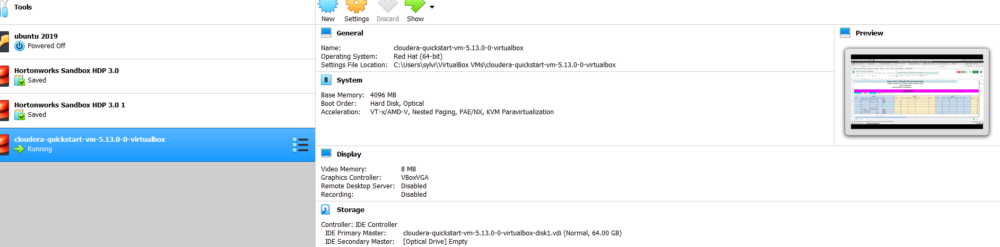 Tools
ubuntu 2019
Powered Off
Hortonworks Sandbox HDP 3.0
Saved
Hortonworks Sandbox HDP 3.0 1
Saved
cloudera-quickstart-vm-5.13.0-0-virtualbox
Running
New Settings Discard Show
General
Name: cloudera-quickstart-vm-5.13.0-0-virtualbox
Operating System: Red Hat (64-bit)
Settings File Location: C:\Users\sylvi\VirtualBox VMs\cloudera-quickstart-vm-5.13.0-0-virtualbox
System
Base Memory: 4096 MB
Boot Order: Hard Disk, Optical
Acceleration: VT-x/AMD-V, Nested Paging, PAE/NX, KVM Paravirtualization
Preview
Display
Video Memory: 8 MB
Graphics Controller: VBoxVGA
Remote Desktop Server: Disabled
Recording: Disabled
Storage
Controller: IDE Controller
IDE Primary Master: cloudera-quickstart-vm-5.13.0-0-virtualbox-disk1.vdi (Normal, 64.00 GB)
IDE Secondary Master: [Optical Drive] Empty